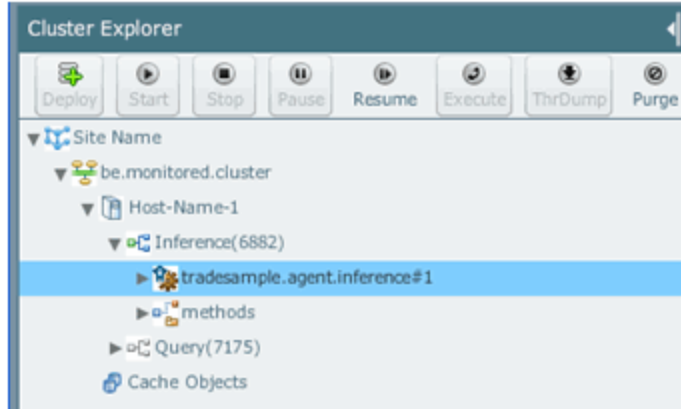 Cluster Explorer
Deploy Start Stop Pause Resume Execute ThrDump Purge
Site Name
be.monitored.cluster
Host-Name-1
Inference(6882)
tradesample.agent.inference#1
methods
Query(7175)
Cache Objects